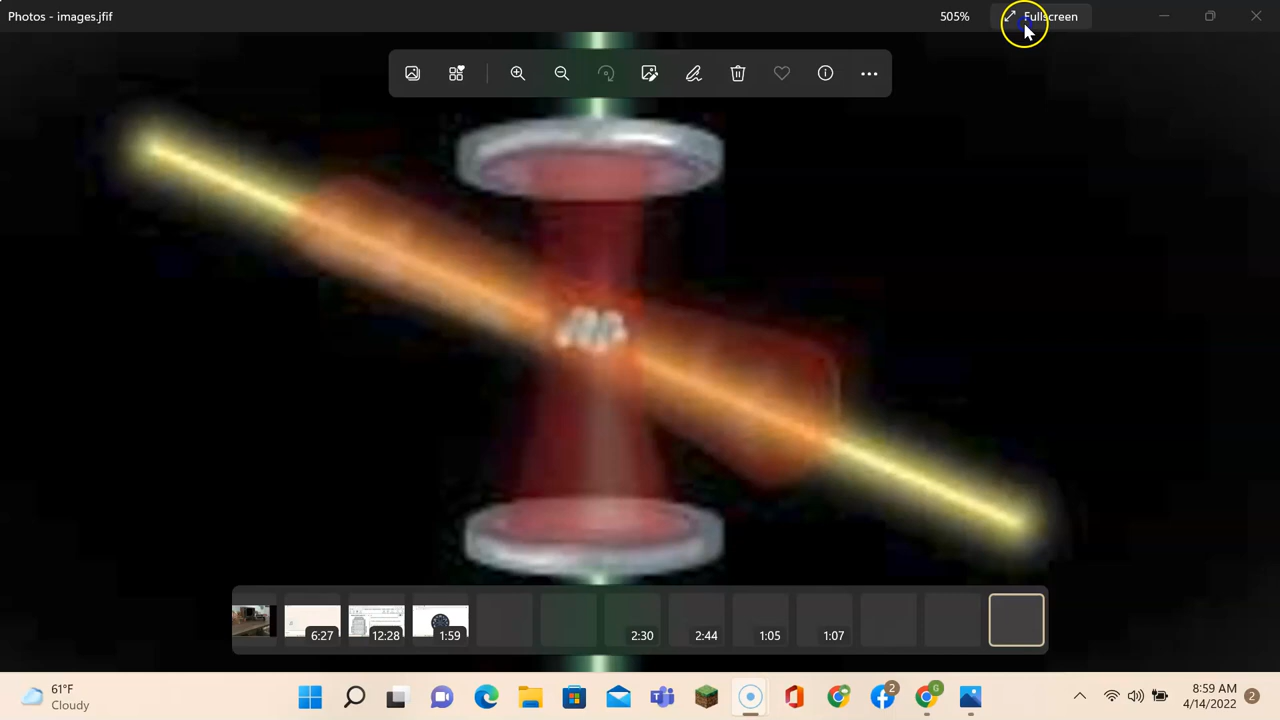 Photos - images.jfif
505%
Fullscreen
6:27
12:28
1:59
2:30
2:44
1:05
1:07
61°F
Cloudy
2
G
8:59 AM
4/14/2022
2